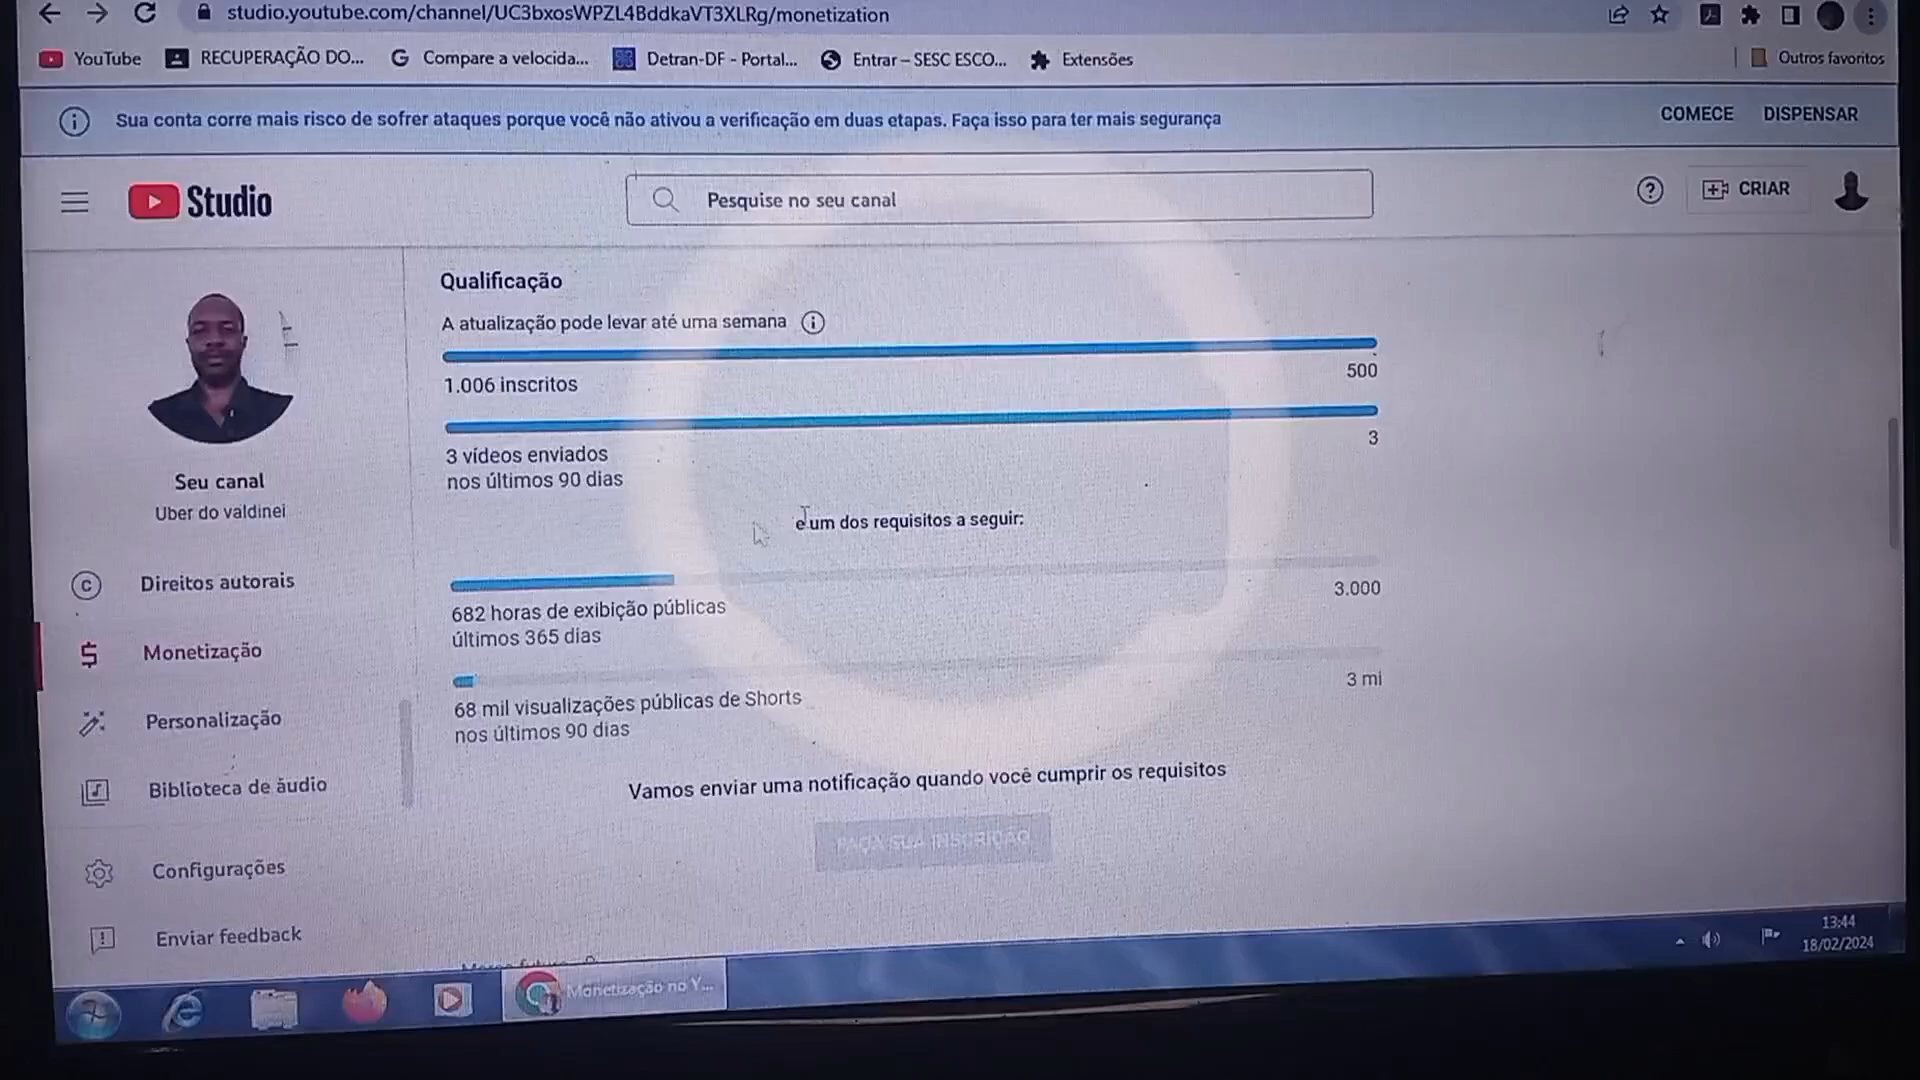 studio.youtube.com/channel/UC3bxosWPZL4BddkaVT3XLRg/monetization
YouTube RECUPERAÇÃO DO... Compare a velocida... Detran-DF - Portal... Entrar – SESC ESCO... Extensões Outros favoritos
Sua conta corre mais risco de sofrer ataques porque você não ativou a verificação em duas etapas. Faça isso para ter mais segurança COMECE DISPENSAR
Studio Pesquise no seu canal CRIAR
Qualificação
A atualização pode levar até uma semana
1.006 inscritos 500
3 vídeos enviados 3
nos últimos 90 dias
Seu canal
Uber do valdinei
e um dos requisitos a seguir:
Direitos autorais
682 horas de exibição públicas 3.000
últimos 365 dias
Monetização
68 mil visualizações públicas de Shorts 3 mi
nos últimos 90 dias
Personalização
Biblioteca de áudio
Vamos enviar uma notificação quando você cumprir os requisitos
FAÇA SUA INSCRIÇÃO
Configurações
Enviar feedback
Monetização no Y...
13:44
18/02/2024